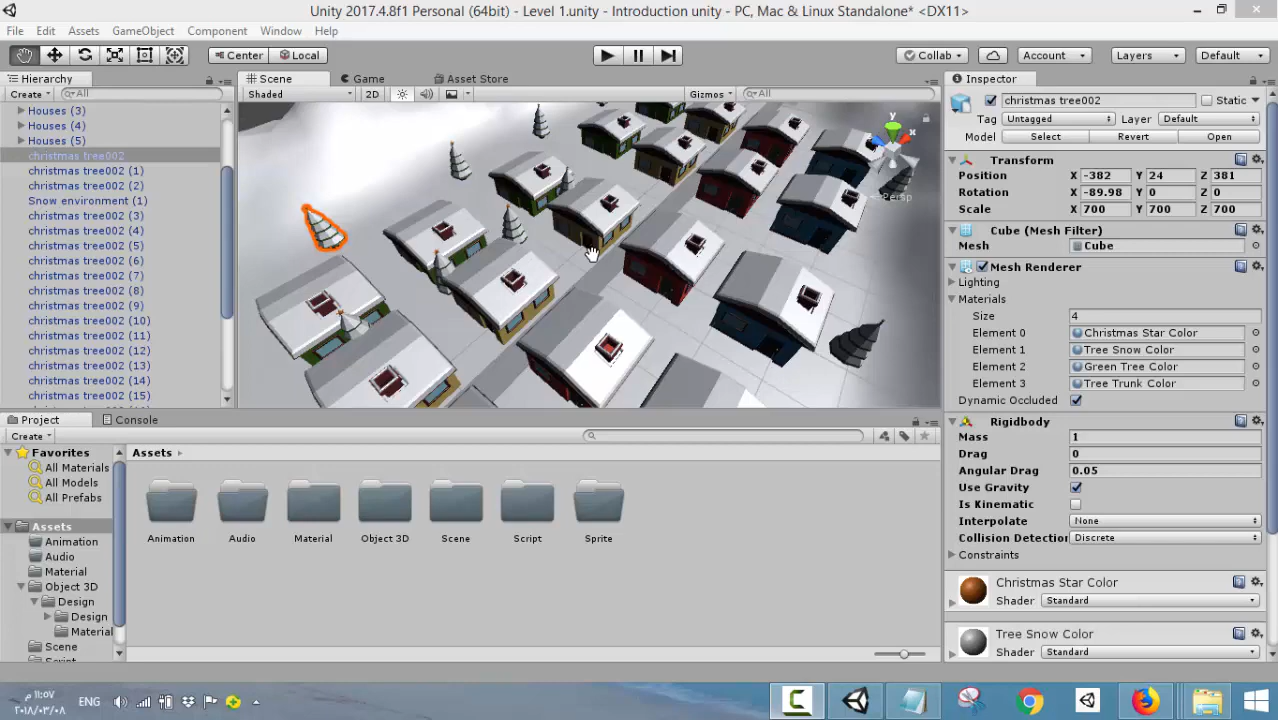 Unity 2017.4.8f1 Personal (64bit) - Level 1.unity - Introduction unity - PC, Mac & Linux Standalone* <DX11>
File Edit Assets GameObject Component Window Help
Center Local Collab Account Layers Default
Hierarchy Scene Game Asset Store Inspector
Create All Shaded 2D Gizmos All christmas tree002 Static
Tag Untagged Layer Default
Model Select Revert Open
Houses (3)
Houses (4)
Houses (5)
christmas tree002
christmas tree002 (1)
christmas tree002 (2)
Snow environment (1)
christmas tree002 (3)
christmas tree002 (4)
christmas tree002 (5)
christmas tree002 (6)
christmas tree002 (7)
christmas tree002 (8)
christmas tree002 (9)
christmas tree002 (10)
christmas tree002 (11)
christmas tree002 (12)
christmas tree002 (13)
christmas tree002 (14)
christmas tree002 (15)
y
x
Persp
Transform
Position X -382 Y 24 Z 381
Rotation X -89.98 Y 0 Z 0
Scale X 700 Y 700 Z 700
Cube (Mesh Filter)
Mesh Cube
Mesh Renderer
Lighting
Materials
Size 4
Element 0 Christmas Star Color
Element 1 Tree Snow Color
Element 2 Green Tree Color
Element 3 Tree Trunk Color
Dynamic Occluded
Rigidbody
Mass 1
Drag 0
Angular Drag 0.05
Use Gravity
Is Kinematic
Interpolate None
Collision Detection Discrete
Constraints
Christmas Star Color
Shader Standard
Tree Snow Color
Shader Standard
Project Console
Create
Favorites
All Materials
All Models
All Prefabs
Assets
Animation
Audio
Material
Object 3D
Design
Design
Material
Scene
Assets
Animation Audio Material Object 3D Scene Script Sprite
ENG
١١:٥٧ م
٢٠١٨/٠٣/٠٨